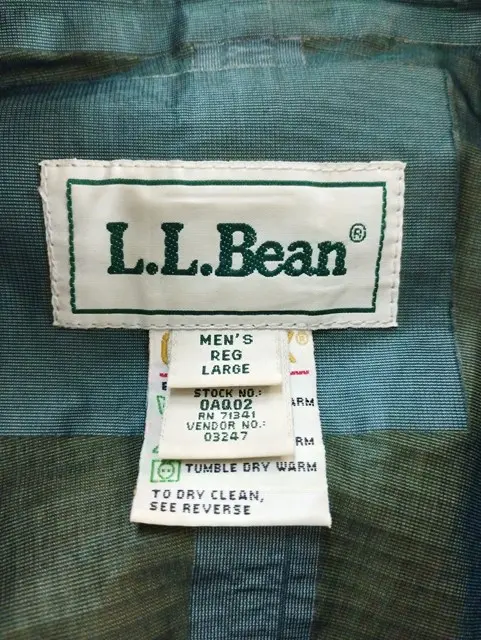 L.L.Bean®
MEN'S
REG
LARGE
STOCK NO.:
0AQ02
RN 71341
VENDOR NO.:
03247
TUMBLE DRY WARM
TO DRY CLEAN,
SEE REVERSE